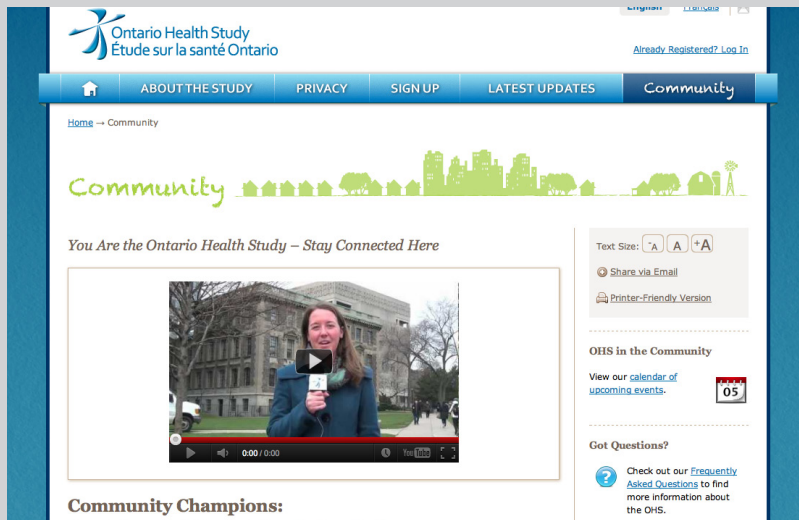 English Français
Ontario Health Study
Étude sur la santé Ontario
Already Registered? Log In
ABOUT THE STUDY PRIVACY SIGN UP LATEST UPDATES Community
Home → Community
Community
You Are the Ontario Health Study – Stay Connected Here
0:00 / 0:00 YouTube
Community Champions:
Text Size: -A A +A
Share via Email
Printer-Friendly Version
OHS in the Community
View our calendar of
upcoming events.
05
Got Questions?
?
Check out our Frequently
Asked Questions to find
more information about
the OHS.